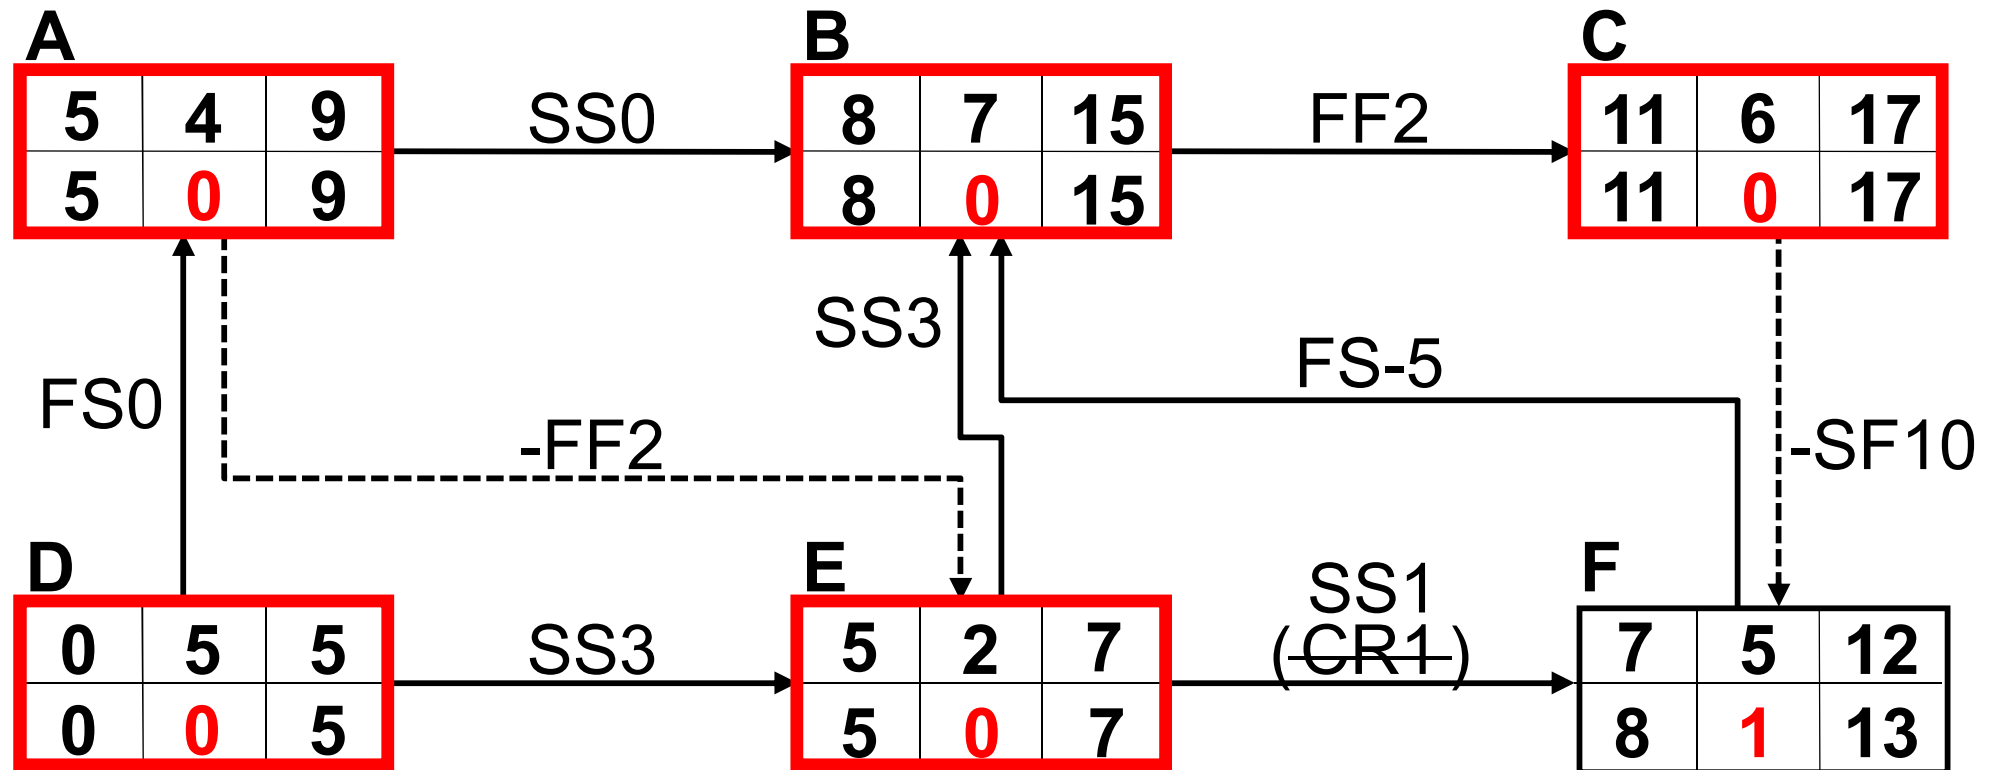 A B C
5 4 9 SS0 8 7 15 FF2 11 6 17
5 0 9 8 0 15 11 0 17
SS3
FS-5
FS0
-FF2 -SF10
D E F
SS1
0 5 5 SS3 5 2 7 (CR1) 7 5 12
0 0 5 5 0 7 8 1 13